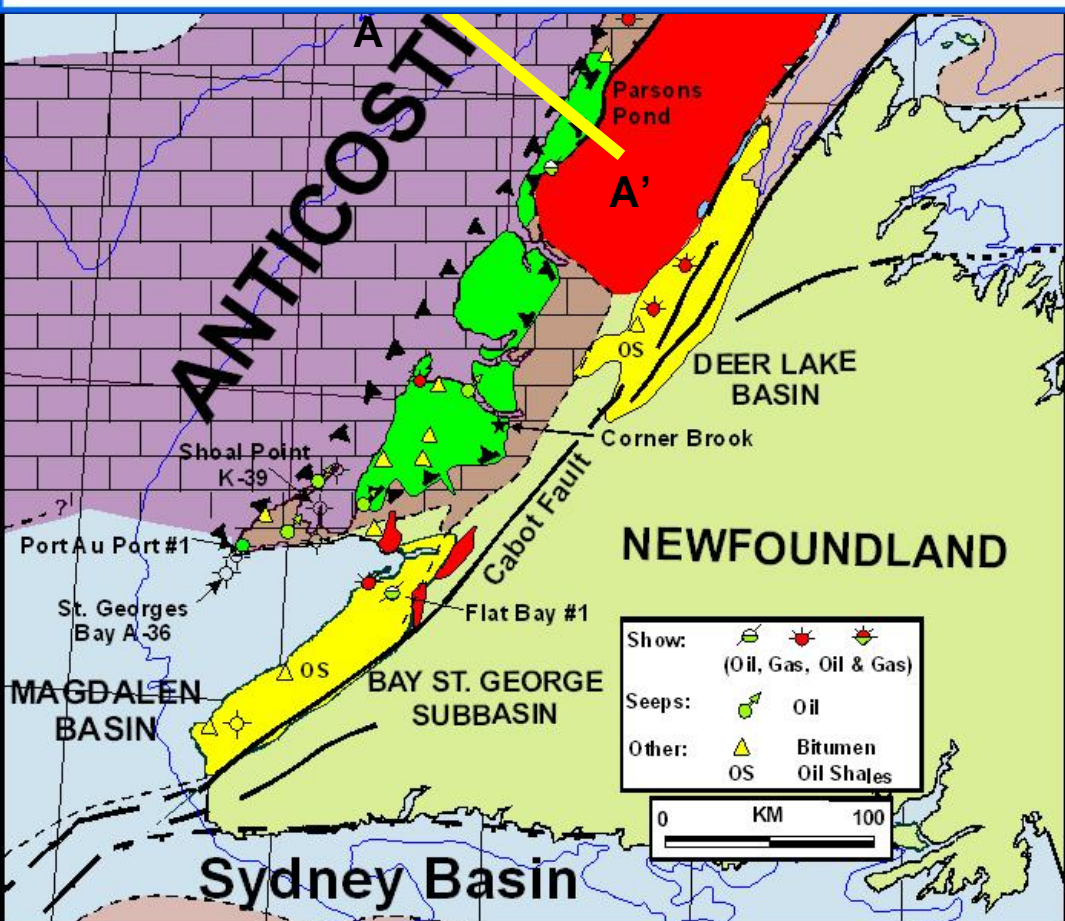 A
ANTICOSTI
Parsons
Pond
A’
OS
DEER LAKE
BASIN
Corner Brook
Shoal Point
K-39
?
Cabot Fault
Port Au Port #1
NEWFOUNDLAND
St. Georges
Bay A-36
Flat Bay #1
OS
MAGDALEN
BASIN
BAY ST. GEORGE
SUBBASIN
Show:
(Oil, Gas, Oil & Gas)
Seeps:
Oil
Other:
Bitumen
OS
Oil Shales
0 KM 100
Sydney Basin